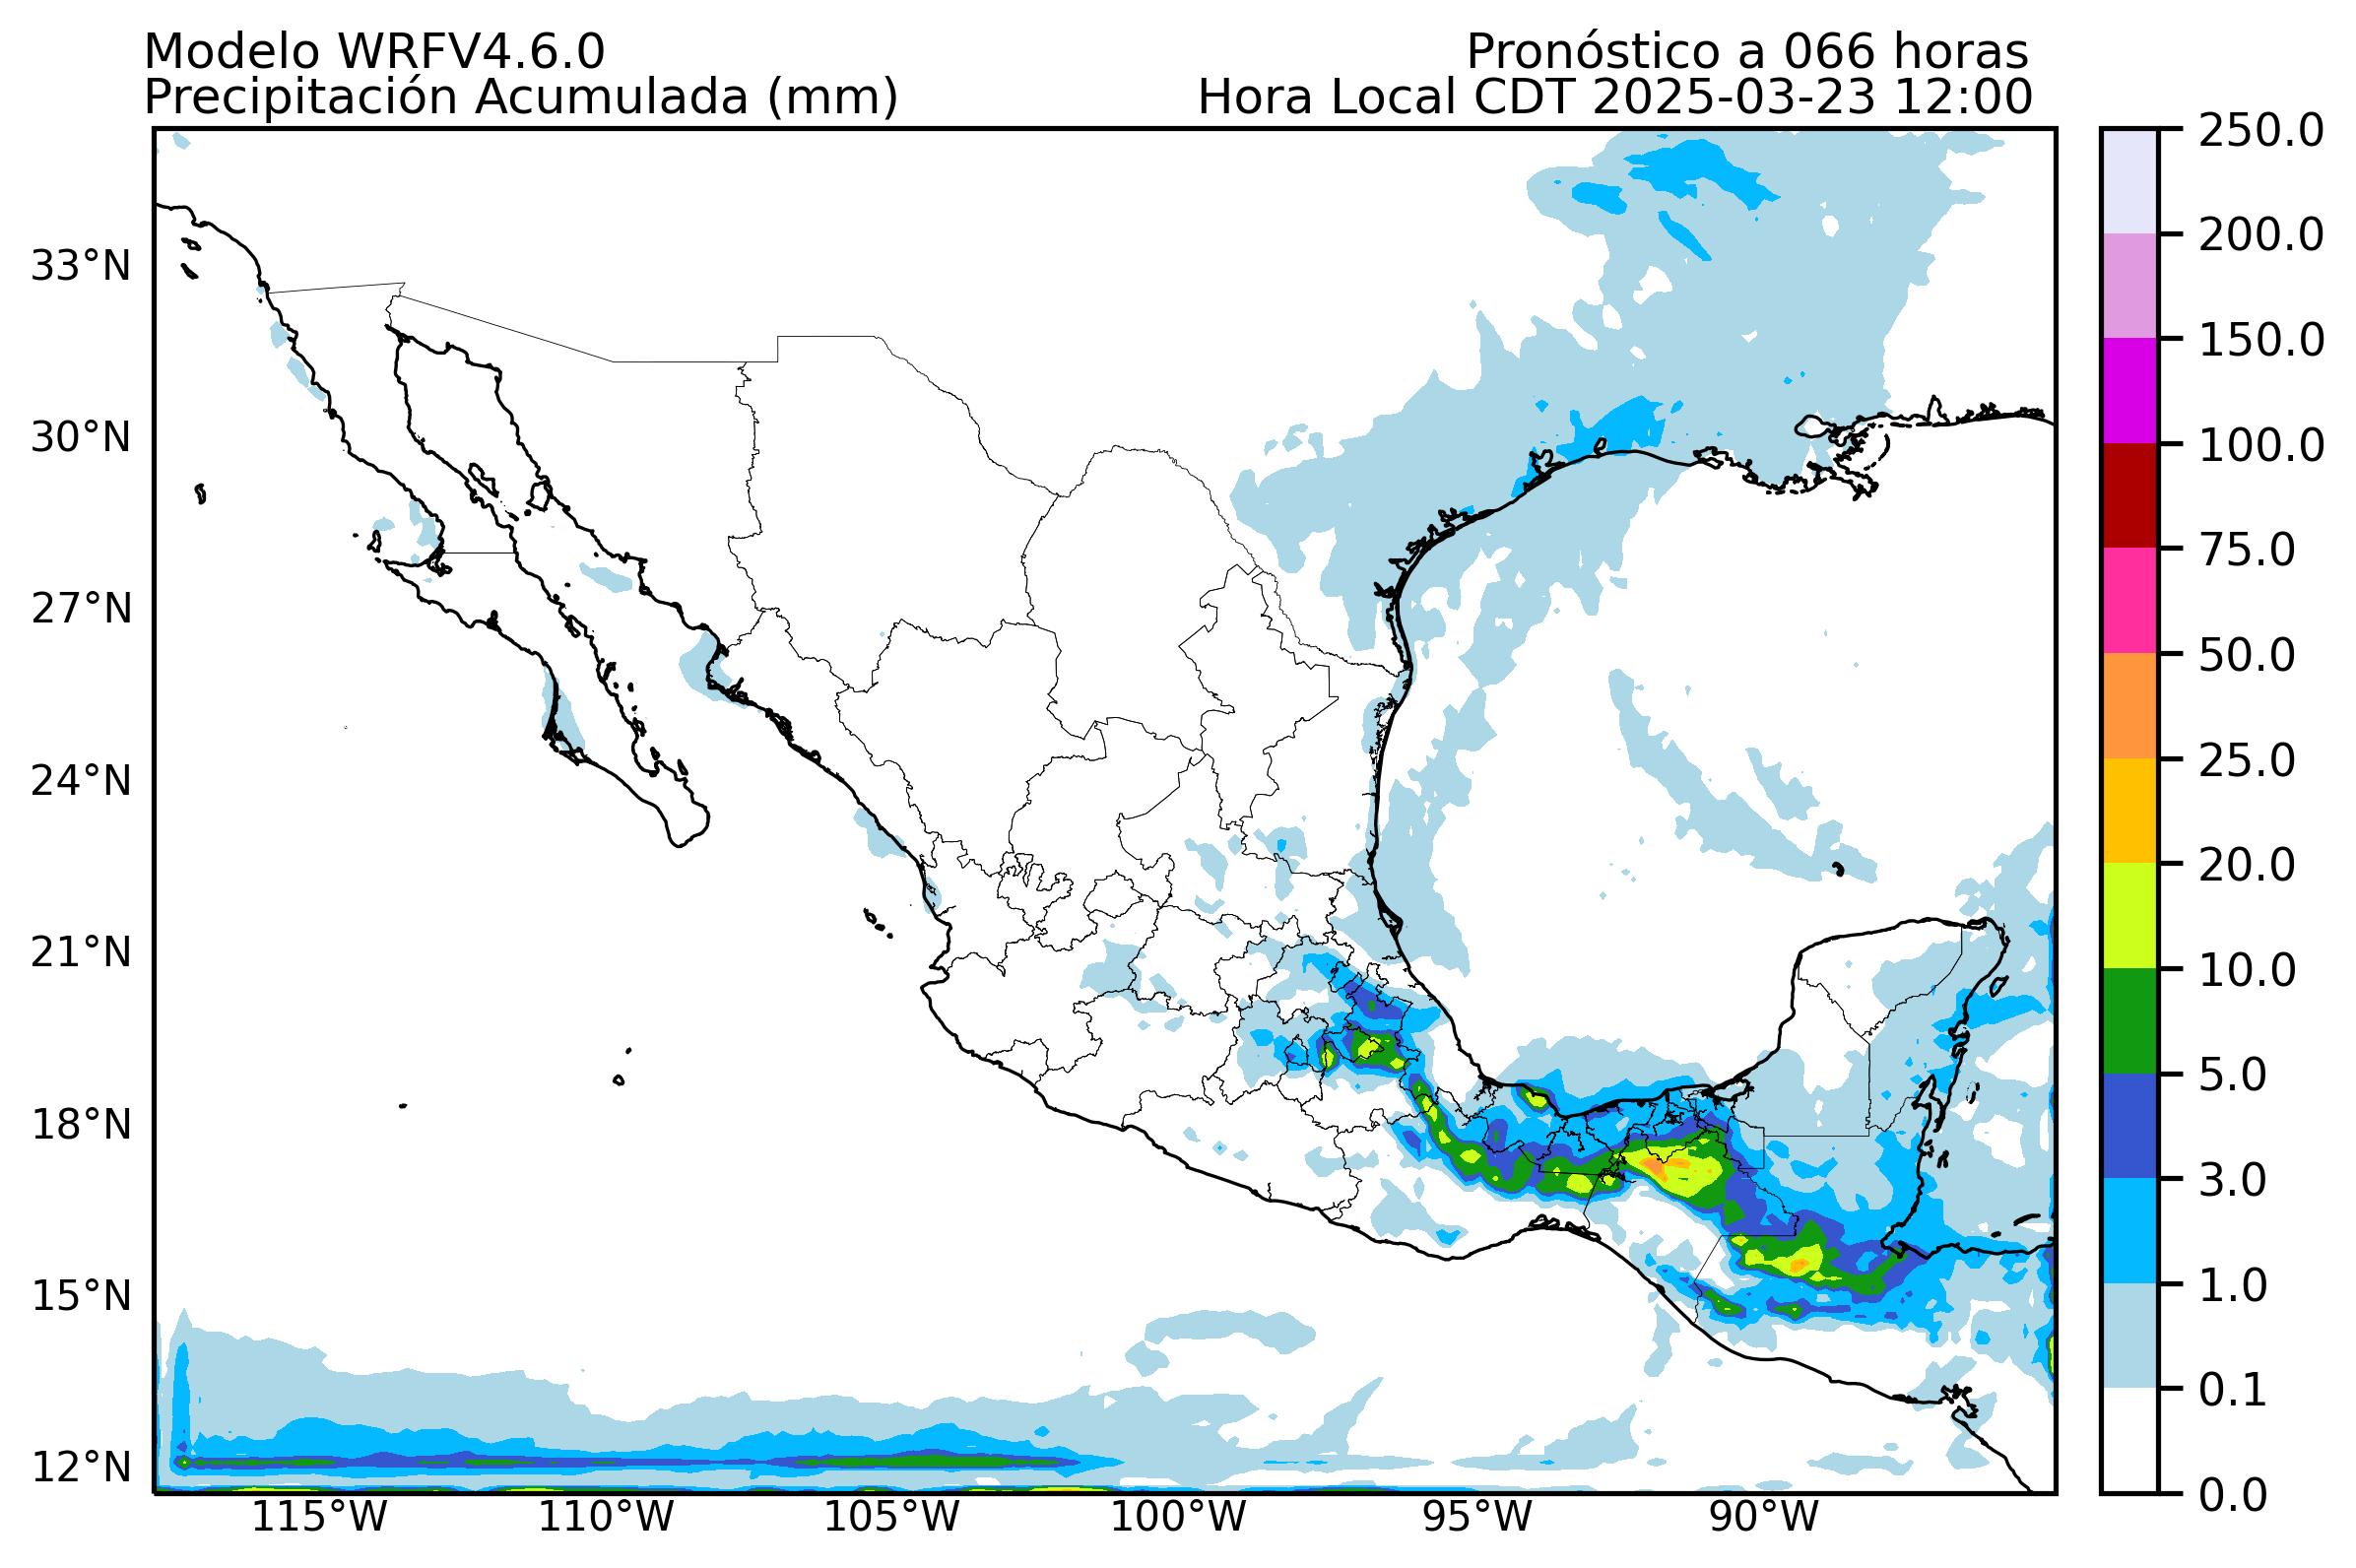 Modelo WRFV4.6.0
Pronóstico a 066 horas
Precipitación Acumulada (mm)
Hora Local CDT 2025-03-23 12:00
33°N
30°N
27°N
24°N
21°N
18°N
15°N
12°N
115°W
110°W
105°W
100°W
95°W
90°W
250.0
200.0
150.0
100.0
75.0
50.0
25.0
20.0
10.0
5.0
3.0
1.0
0.1
0.0